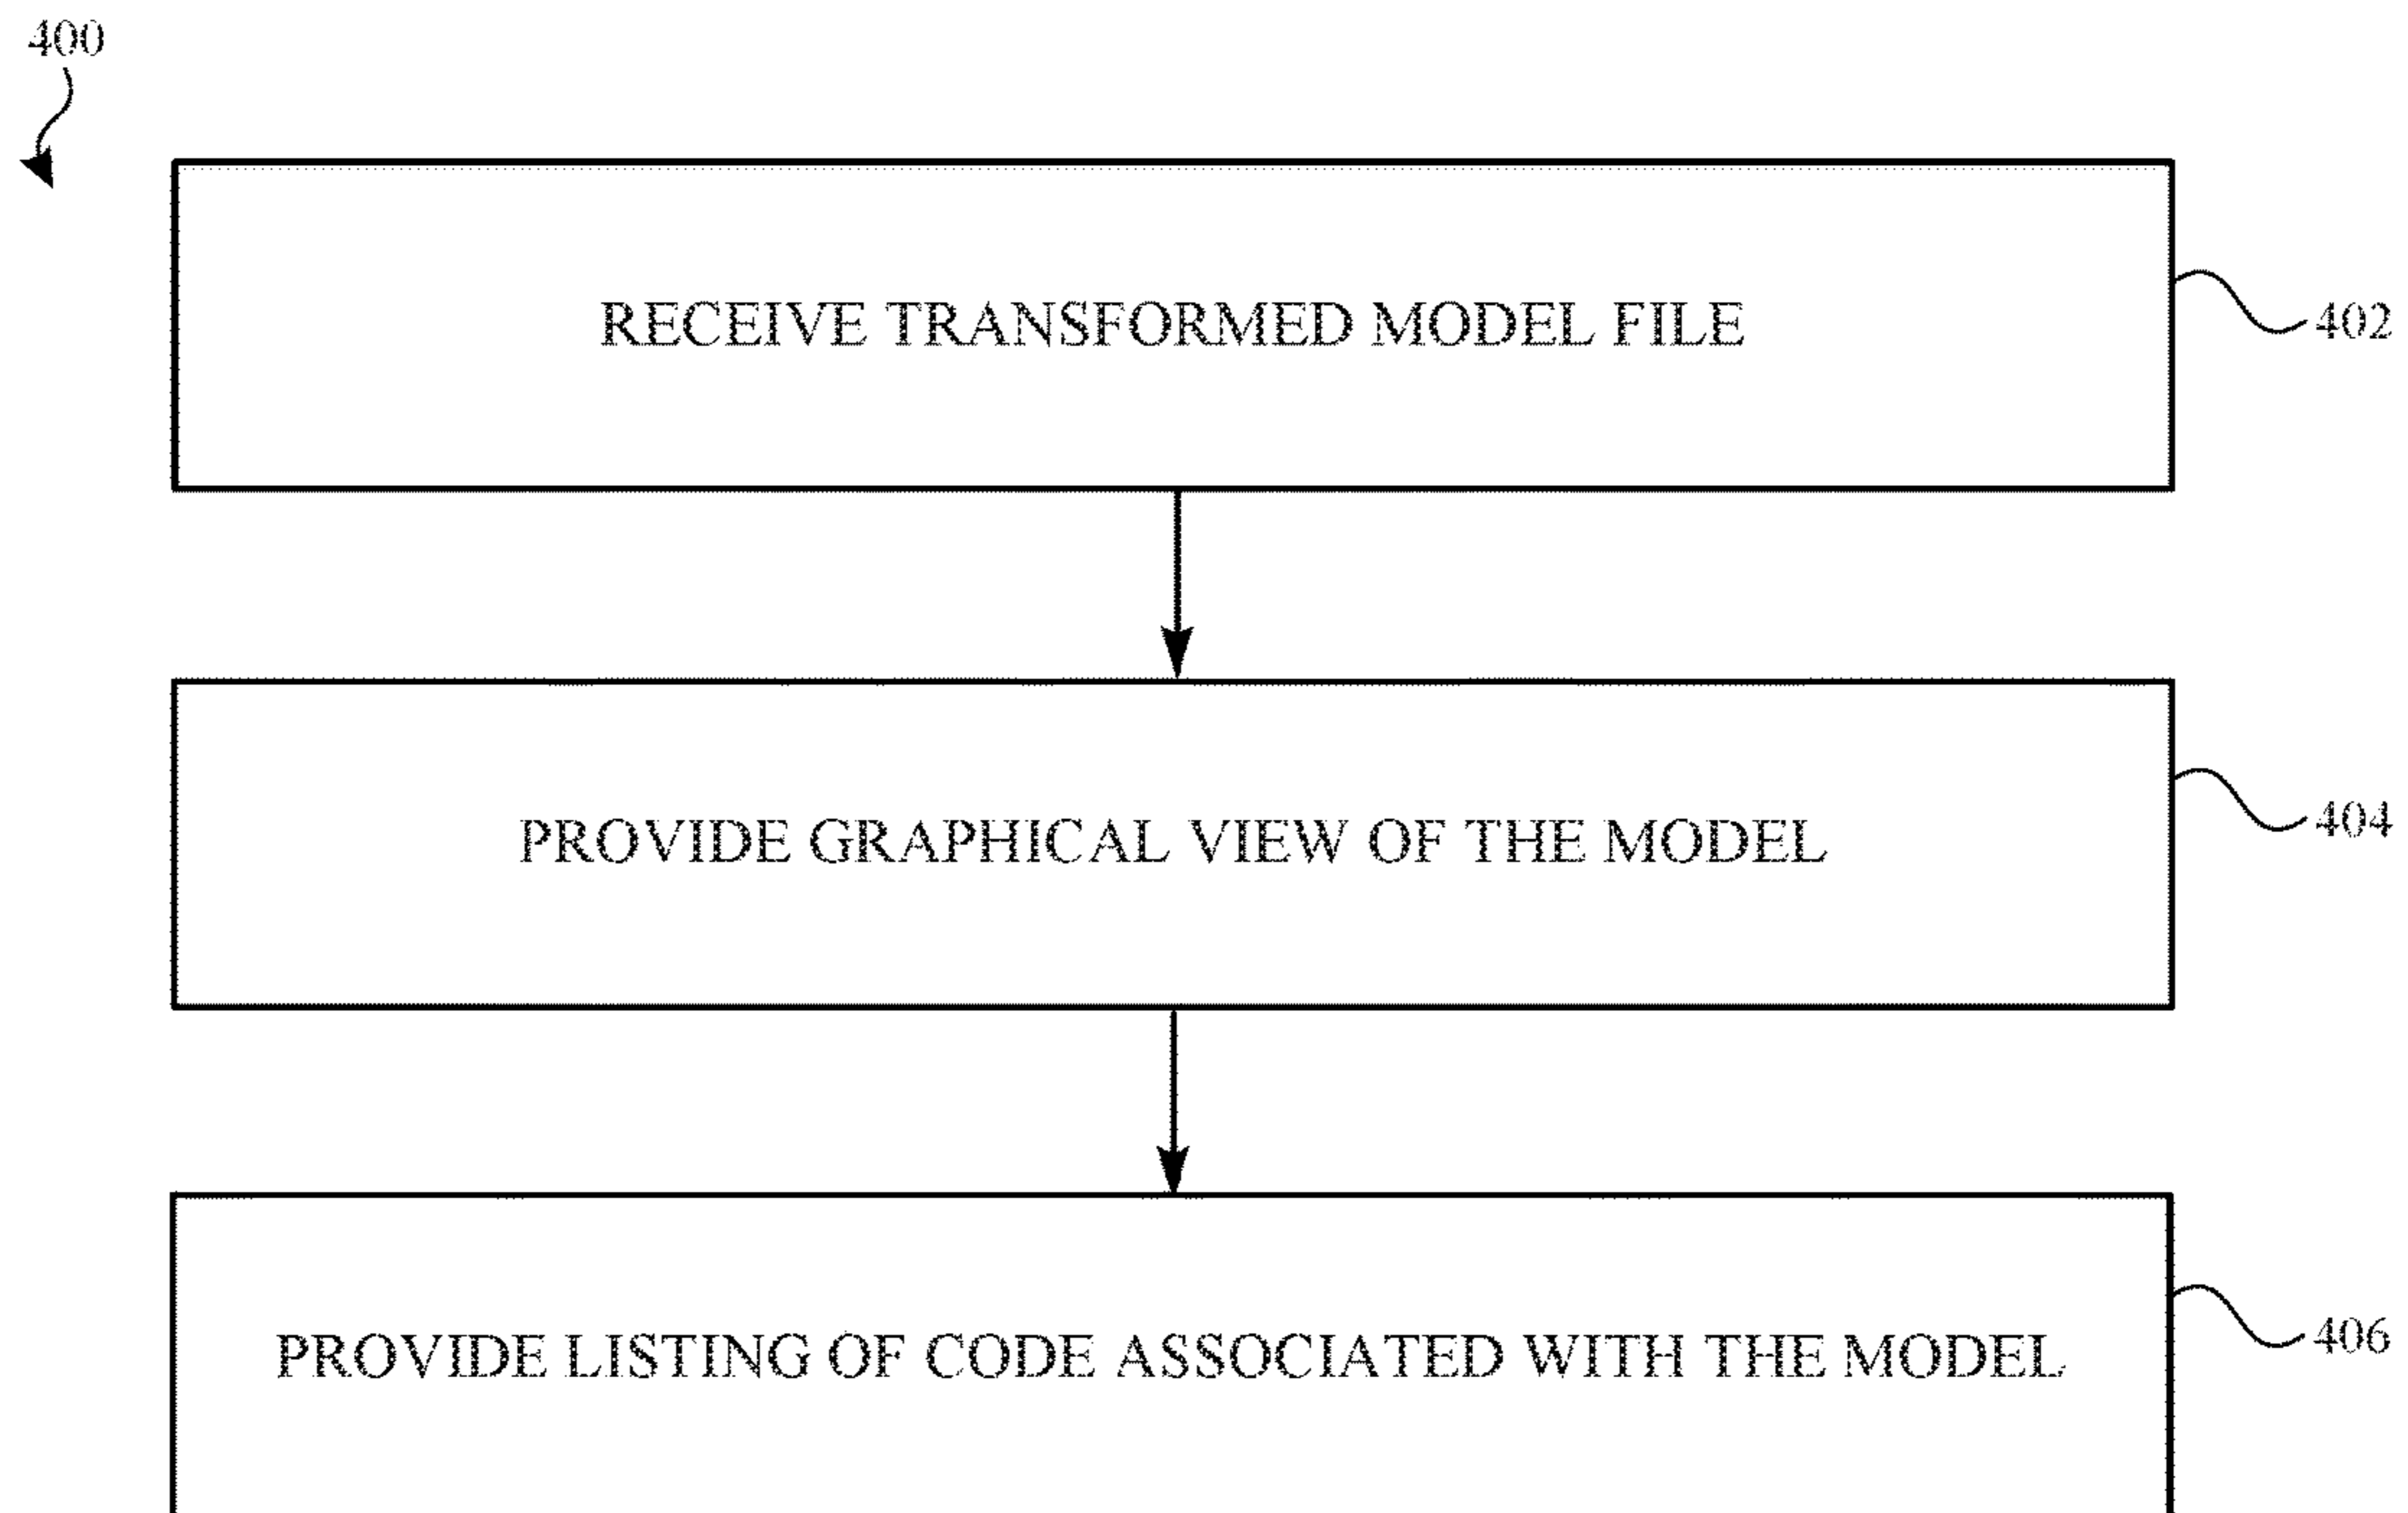 400
RECEIVE TRANSFORMED MODEL FILE
402
PROVIDE GRAPHICAL VIEW OF THE MODEL
404
PROVIDE LISTING OF CODE ASSOCIATED WITH THE MODEL
406